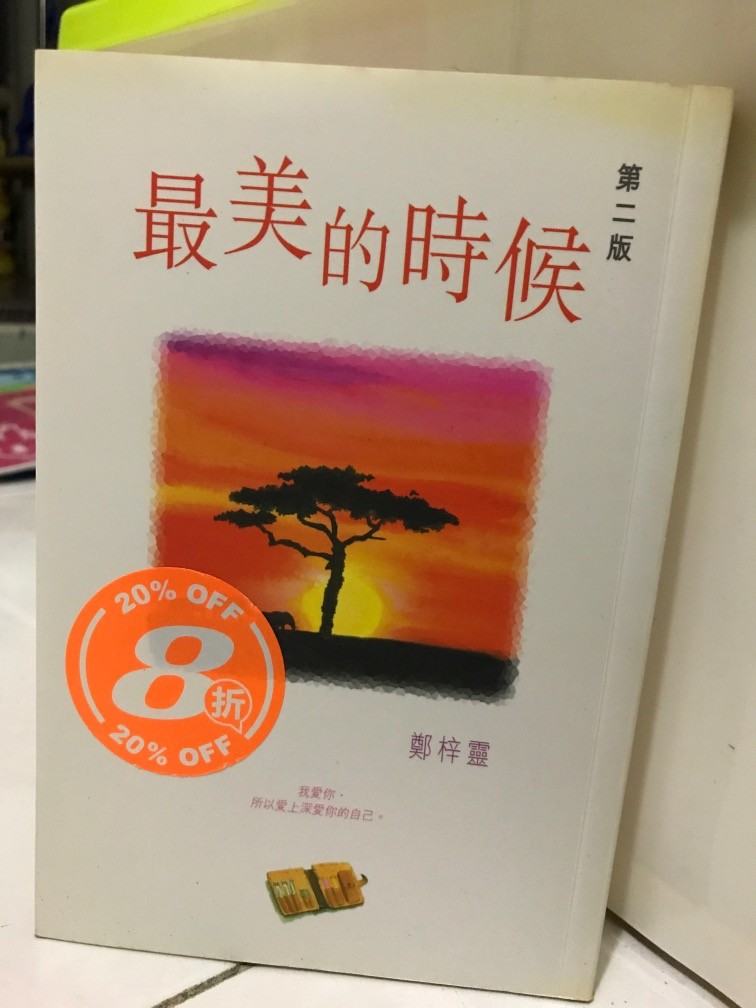 最美的時候
第二版
20% OFF
8折
20% OFF
鄭梓靈
我愛你，
所以愛上深愛你的自己。